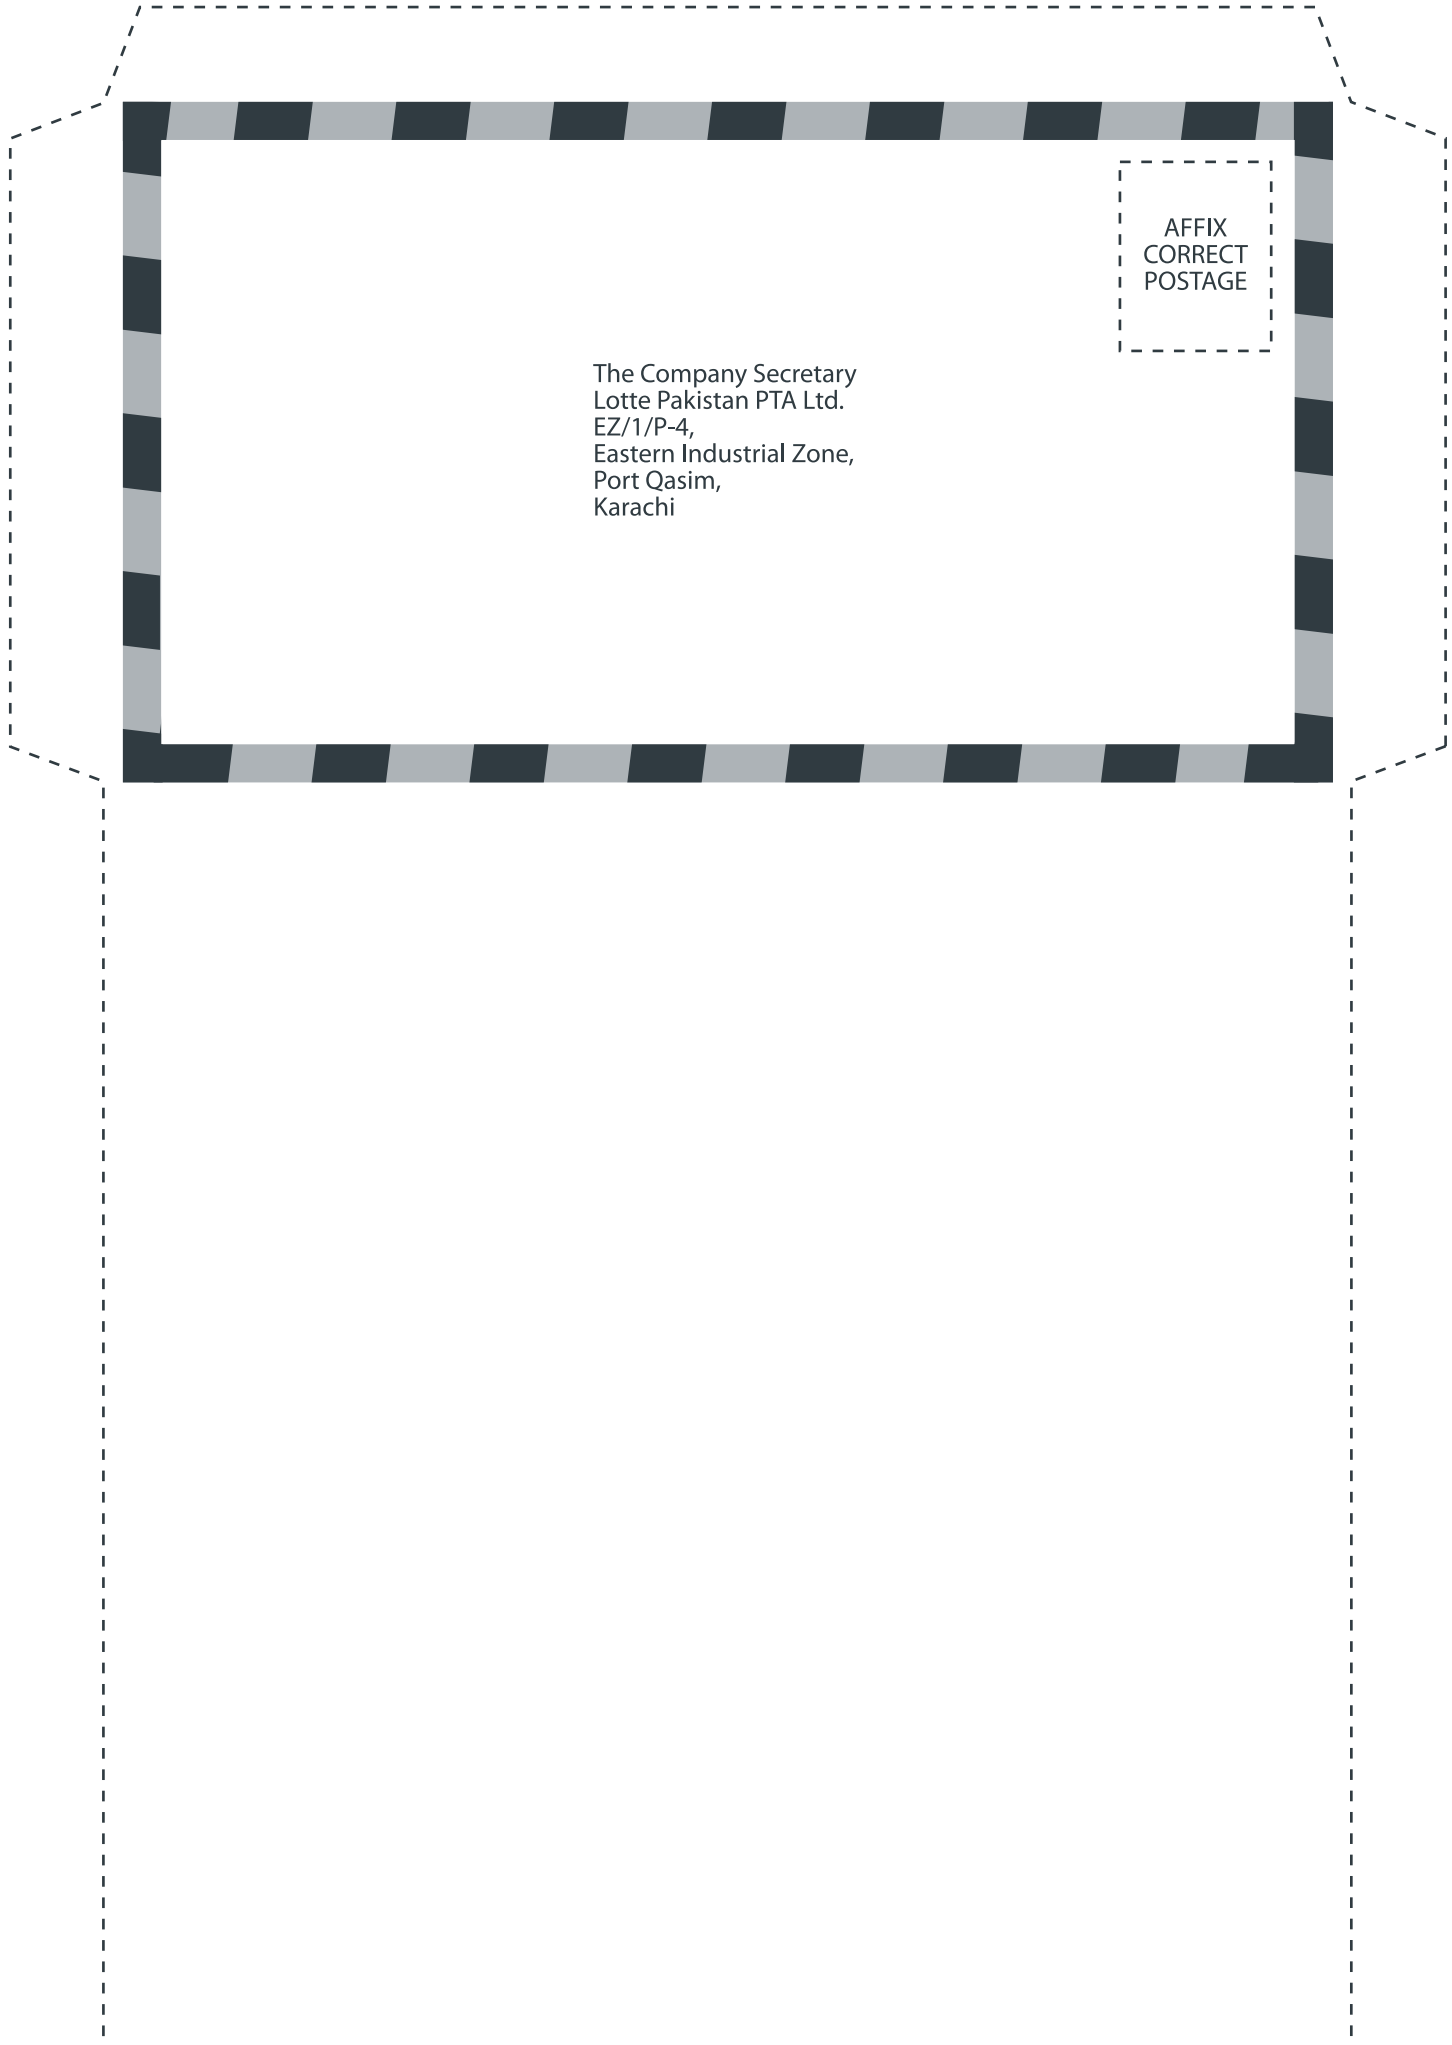 AFFIX
CORRECT
POSTAGE
The Company Secretary
Lotte Pakistan PTA Ltd.
EZ/1/P-4,
Eastern Industrial Zone,
Port Qasim,
Karachi